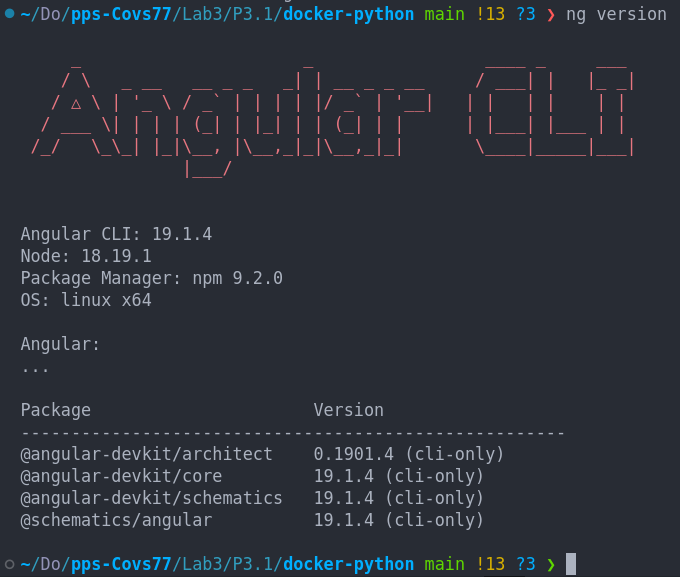 ~/Do/pps-Covs77/Lab3/P3.1/docker-python main !13 ?3 ❯ ng version
Angular CLI
Angular CLI: 19.1.4
Node: 18.19.1
Package Manager: npm 9.2.0
OS: linux x64
Angular:
...
Package Version
------------------------------------------------------
@angular-devkit/architect 0.1901.4 (cli-only)
@angular-devkit/core 19.1.4 (cli-only)
@angular-devkit/schematics 19.1.4 (cli-only)
@schematics/angular 19.1.4 (cli-only)
~/Do/pps-Covs77/Lab3/P3.1/docker-python main !13 ?3 ❯